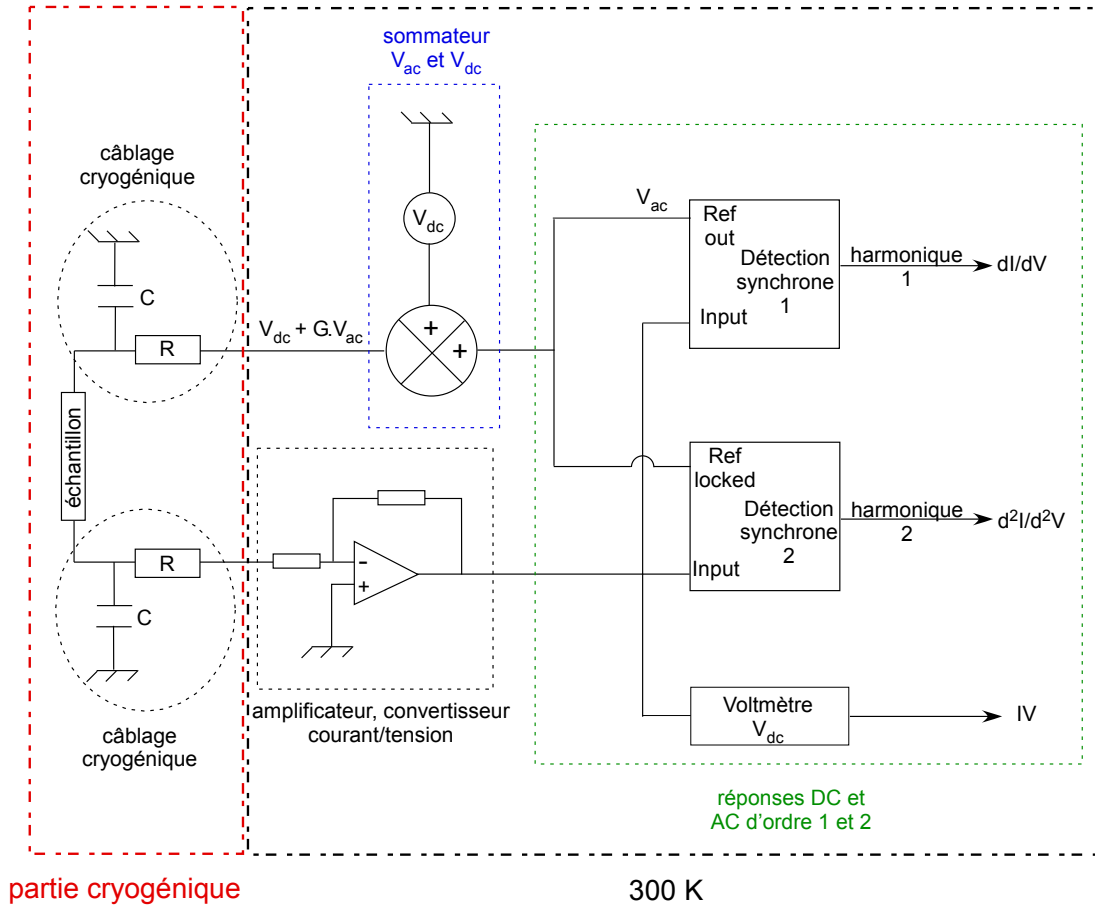 sommateur
Vac et Vdc
câblage
cryogénique
C
R
échantillon
R
C
câblage
cryogénique
Vdc + G.Vac
Vdc
+
+
-
+
amplificateur, convertisseur
courant/tension
Vac
Ref
out
Détection
synchrone
1
Input
harmonique
1
dI/dV
Ref
locked
Détection
synchrone
2
Input
harmonique
2
d²I/d²V
Voltmètre
Vdc
IV
réponses DC et
AC d'ordre 1 et 2
partie cryogénique
300 K